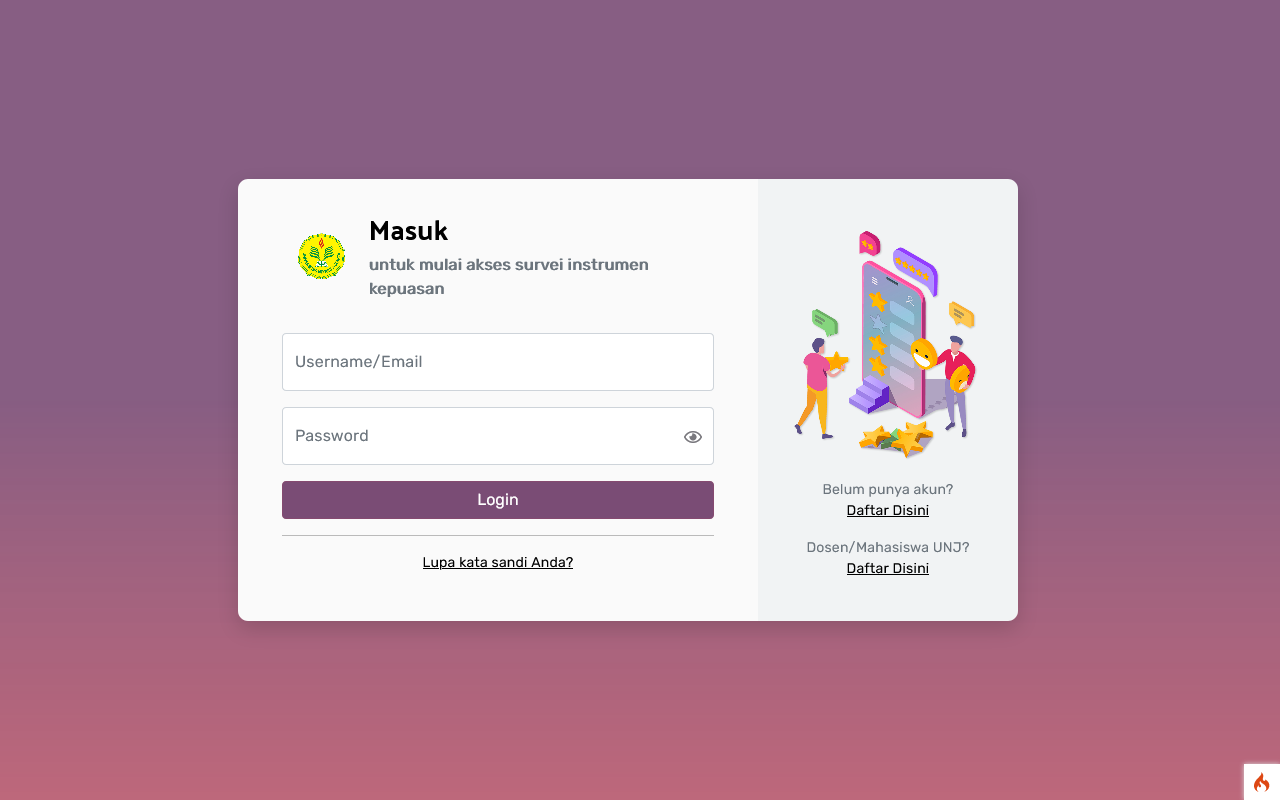 Masuk
untuk mulai akses survei instrumen
kepuasan
Username/Email
Password
Login
Lupa kata sandi Anda?
Belum punya akun?
Daftar Disini
Dosen/Mahasiswa UNJ?
Daftar Disini